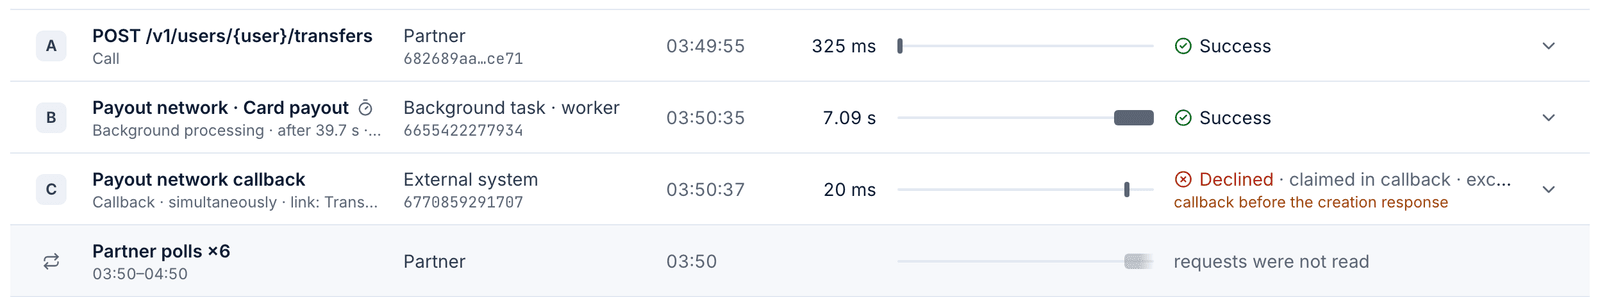 A POST /v1/users/{user}/transfers Partner 03:49:55 325 ms Success
Call 682689aa…ce71
B Payout network · Card payout Background task · worker 03:50:35 7.09 s Success
Background processing · after 39.7 s ·… 6655422277934
C Payout network callback External system 03:50:37 20 ms Declined · claimed in callback · exc…
Callback · simultaneously · link: Trans… 6770859291707 callback before the creation response
Partner polls ×6 Partner 03:50 requests were not read
03:50–04:50